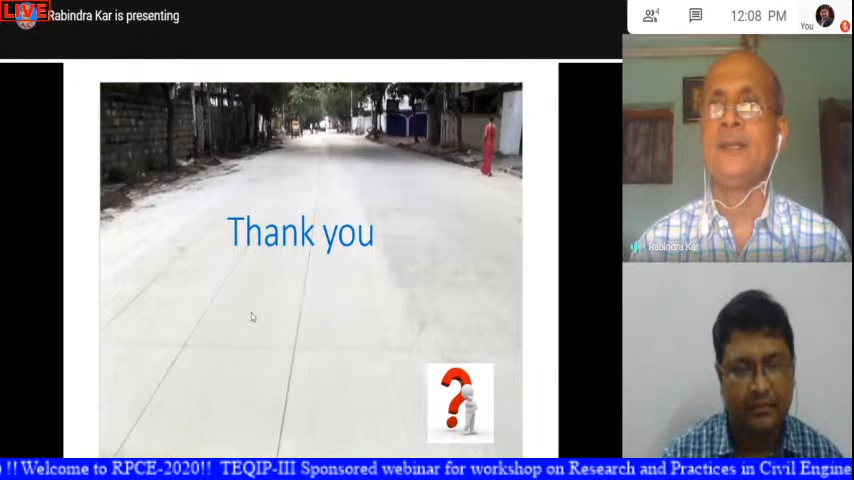 LIVE
Rabindra Kar is presenting
4
12:08 PM
You
Thank you
?
Rabindra Kar
!! Welcome to RPCE-2020!! TEQIP-III Sponsored webinar for workshop on Research and Practices in Civil Engine